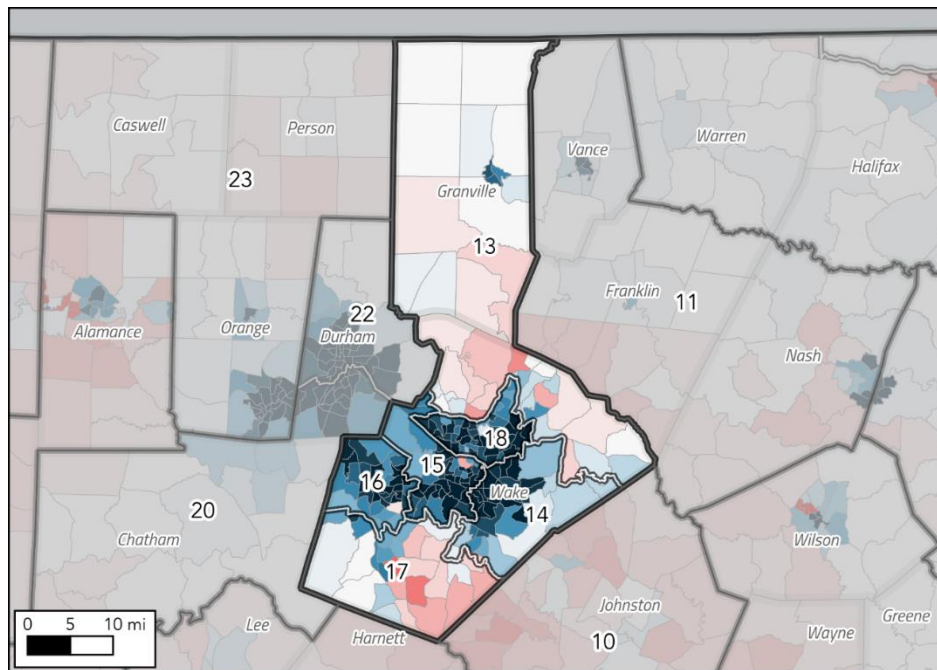 Caswell
Person
Vance
Warren
Halifax
23
Granville
13
Alamance
Orange
22
Durham
Franklin
11
Nash
18
15
16
Wake
14
20
Chatham
Wilson
17
Johnston
10
Greene
Wayne
Lee
Harnett
0 5 10 mi